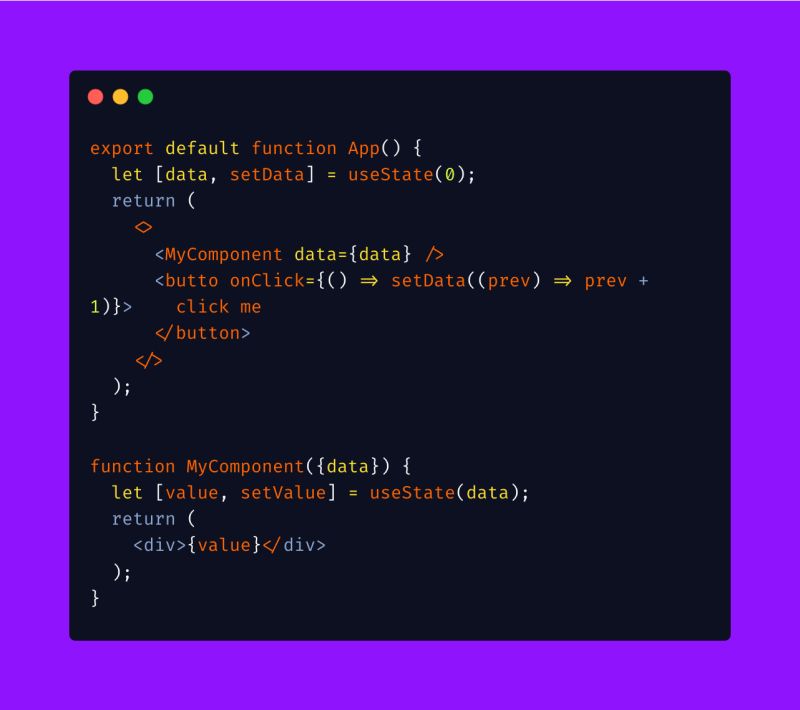 export default function App() {
  let [data, setData] = useState(0);
  return (
    <>
      <MyComponent data={data} />
      <butto onClick={() => setData((prev) => prev +
1)}>    click me
      </button>
    </>
  );
}

function MyComponent({data}) {
  let [value, setValue] = useState(data);
  return (
    <div>{value}</div>
  );
}